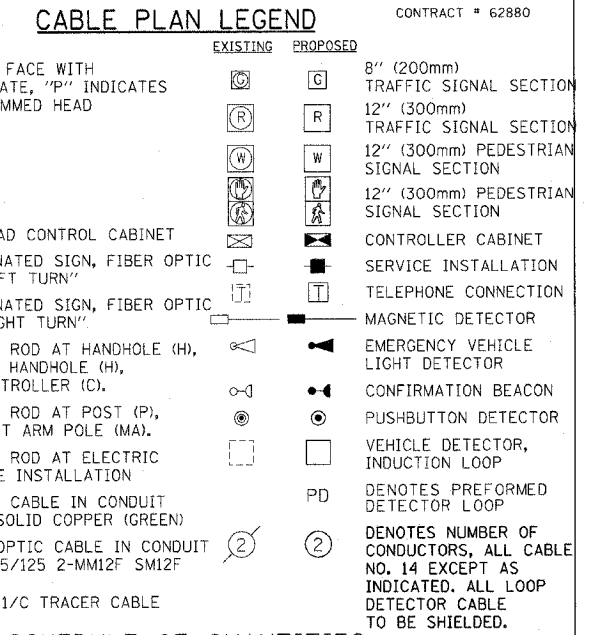 CABLE PLAN LEGEND
CONTRACT # 62880
EXISTING PROPOSED
FACE WITH
ATE, "P" INDICATES
MMED HEAD
AD CONTROL CABINET
NATED SIGN, FIBER OPTIC
FT TURN"
NATED SIGN, FIBER OPTIC
GHT TURN"
ROD AT HANDHOLE (H),
HANDHOLE (H),
TROLLER (C).
ROD AT POST (P),
T ARM POLE (MA).
ROD AT ELECTRIC
E INSTALLATION
CABLE IN CONDUIT
SOLID COPPER (GREEN)
OPTIC CABLE IN CONDUIT
5/125 2-MM12F SM12F
1/C TRACER CABLE
G G 8" (200mm)
TRAFFIC SIGNAL SECTION
R R 12" (300mm)
TRAFFIC SIGNAL SECTION
W W 12" (300mm) PEDESTRIAN
SIGNAL SECTION
12" (300mm) PEDESTRIAN
SIGNAL SECTION
CONTROLLER CABINET
SERVICE INSTALLATION
T T TELEPHONE CONNECTION
MAGNETIC DETECTOR
EMERGENCY VEHICLE
LIGHT DETECTOR
CONFIRMATION BEACON
PUSHBUTTON DETECTOR
VEHICLE DETECTOR,
INDUCTION LOOP
PD DENOTES PREFORMED
DETECTOR LOOP
2 2 DENOTES NUMBER OF
CONDUCTORS, ALL CABLE
NO. 14 EXCEPT AS
INDICATED. ALL LOOP
DETECTOR CABLE
TO BE SHIELDED.